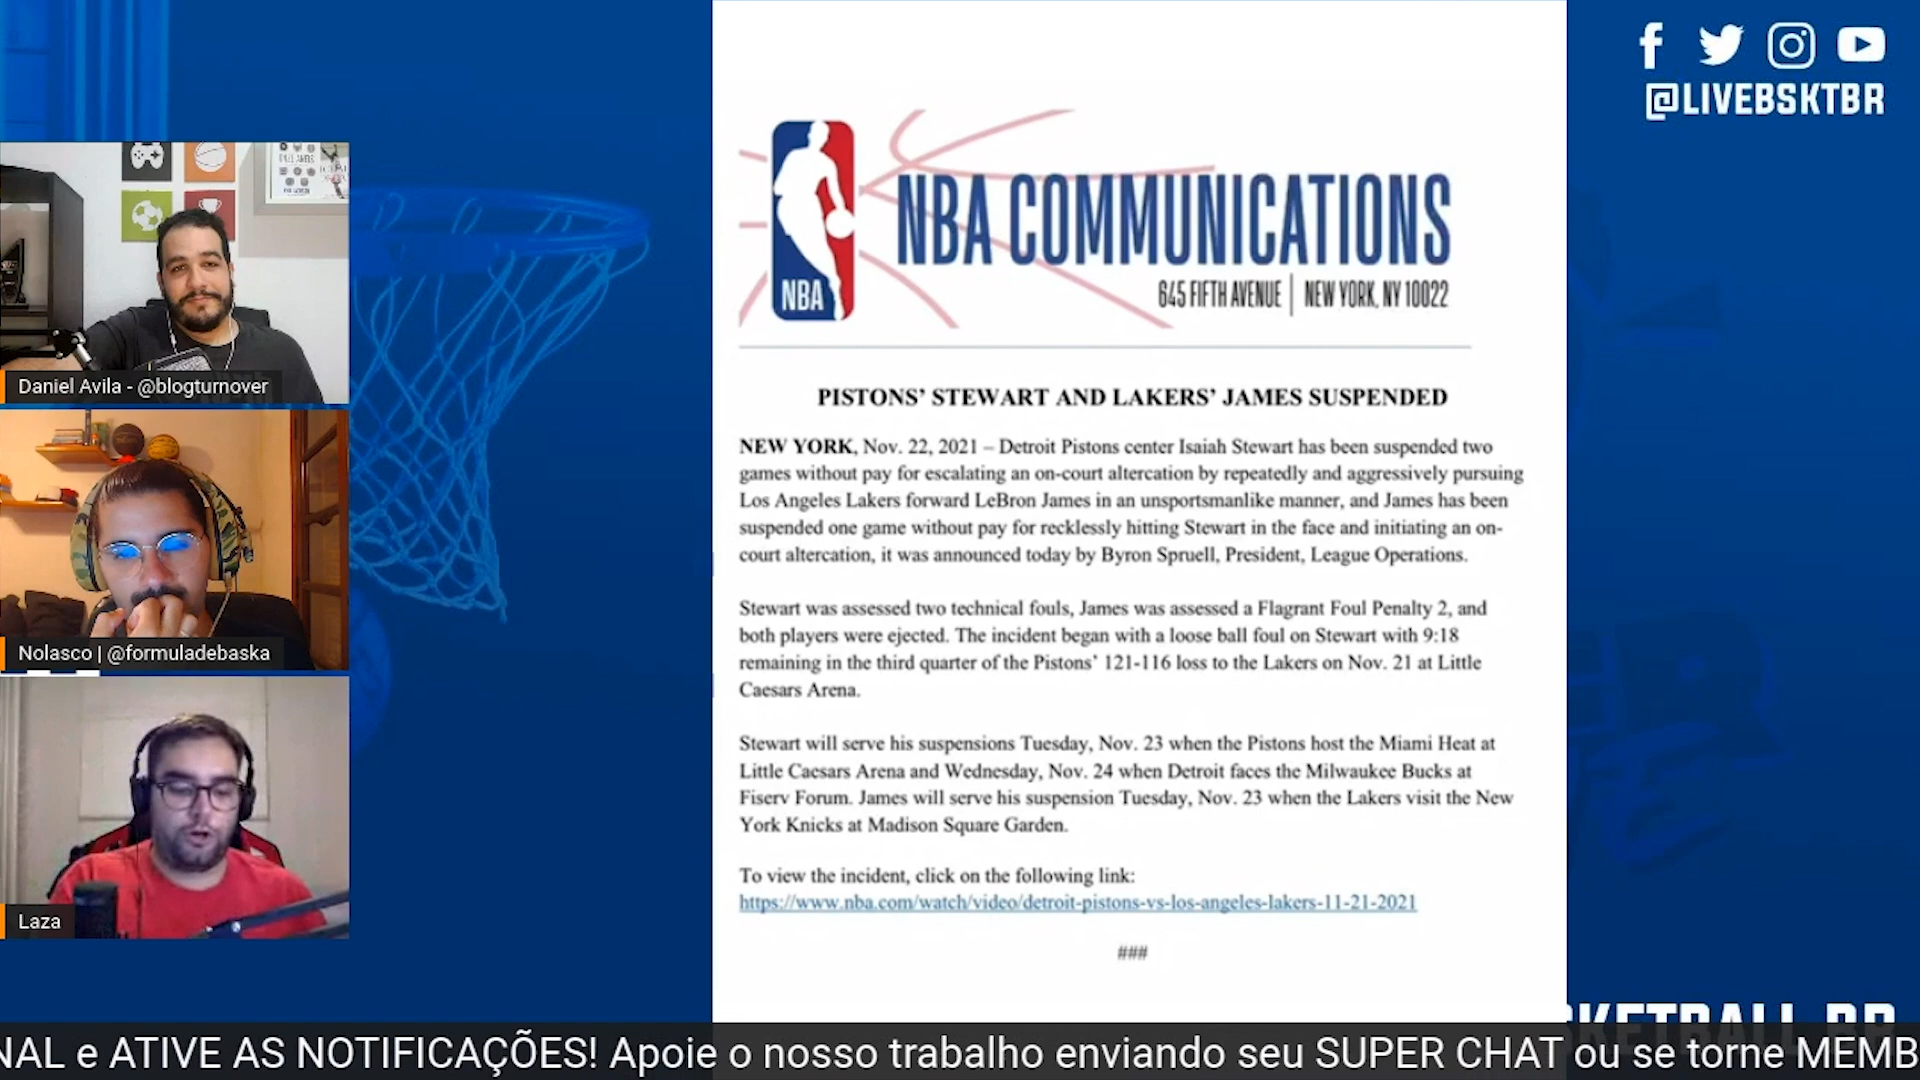 @LIVEBSKTBR
NBA
NBA COMMUNICATIONS
645 FIFTH AVENUE | NEW YORK, NY 10022
PISTONS’ STEWART AND LAKERS’ JAMES SUSPENDED
NEW YORK, Nov. 22, 2021 – Detroit Pistons center Isaiah Stewart has been suspended two
games without pay for escalating an on-court altercation by repeatedly and aggressively pursuing
Los Angeles Lakers forward LeBron James in an unsportsmanlike manner, and James has been
suspended one game without pay for recklessly hitting Stewart in the face and initiating an on-
court altercation, it was announced today by Byron Spruell, President, League Operations.
Stewart was assessed two technical fouls, James was assessed a Flagrant Foul Penalty 2, and
both players were ejected. The incident began with a loose ball foul on Stewart with 9:18
remaining in the third quarter of the Pistons’ 121-116 loss to the Lakers on Nov. 21 at Little
Caesars Arena.
Stewart will serve his suspensions Tuesday, Nov. 23 when the Pistons host the Miami Heat at
Little Caesars Arena and Wednesday, Nov. 24 when Detroit faces the Milwaukee Bucks at
Fiserv Forum. James will serve his suspension Tuesday, Nov. 23 when the Lakers visit the New
York Knicks at Madison Square Garden.
To view the incident, click on the following link:
https://www.nba.com/watch/video/detroit-pistons-vs-los-angeles-lakers-11-21-2021
###
Daniel Avila - @blogturnover
Nolasco | @formuladebaska
Laza
SKETBALL BR
NAL e ATIVE AS NOTIFICAÇÕES! Apoie o nosso trabalho enviando seu SUPER CHAT ou se torne MEMB